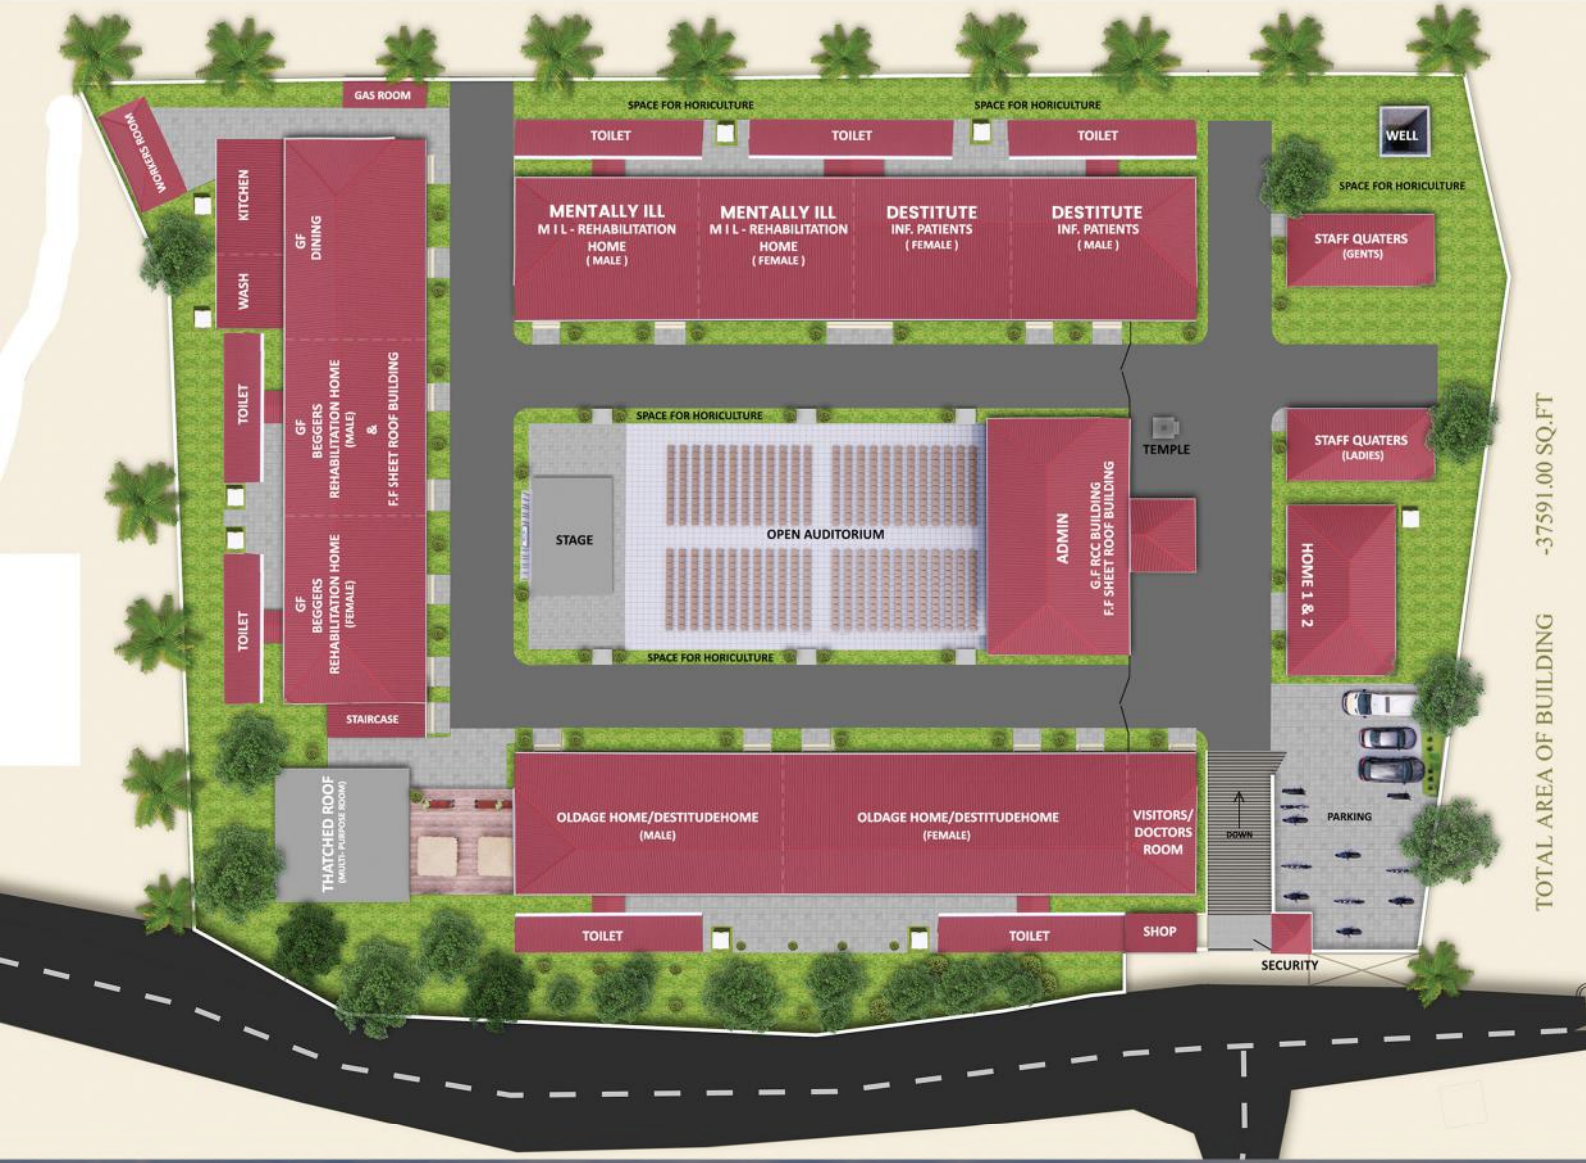 GAS ROOM
WORKERS ROOM
KITCHEN
WASH
GF
DINING
TOILET
GF
BEGGERS
REHABILITATION HOME
(MALE)
&
F.F SHEET ROOF BUILDING
TOILET
GF
BEGGERS
REHABILITATION HOME
(FEMALE)
STAIRCASE
THATCHED ROOF
(MULTI- PURPOSE ROOM)
SPACE FOR HORICULTURE
SPACE FOR HORICULTURE
TOILET
TOILET
TOILET
MENTALLY ILL
M I L - REHABILITATION
HOME
( MALE )
MENTALLY ILL
M I L - REHABILITATION
HOME
( FEMALE )
DESTITUTE
INF. PATIENTS
( FEMALE )
DESTITUTE
INF. PATIENTS
( MALE )
WELL
SPACE FOR HORICULTURE
STAFF QUATERS
(GENTS)
SPACE FOR HORICULTURE
STAGE
OPEN AUDITORIUM
SPACE FOR HORICULTURE
ADMIN
G.F RCC BUILDING
F.F SHEET ROOF BUILDING
TEMPLE
STAFF QUATERS
(LADIES)
HOME 1 & 2
OLDAGE HOME/DESTITUDEHOME
(MALE)
OLDAGE HOME/DESTITUDEHOME
(FEMALE)
VISITORS/
DOCTORS
ROOM
DOWN
PARKING
TOILET
TOILET
SHOP
SECURITY
TOTAL AREA OF BUILDING -37591.00 SQ.FT